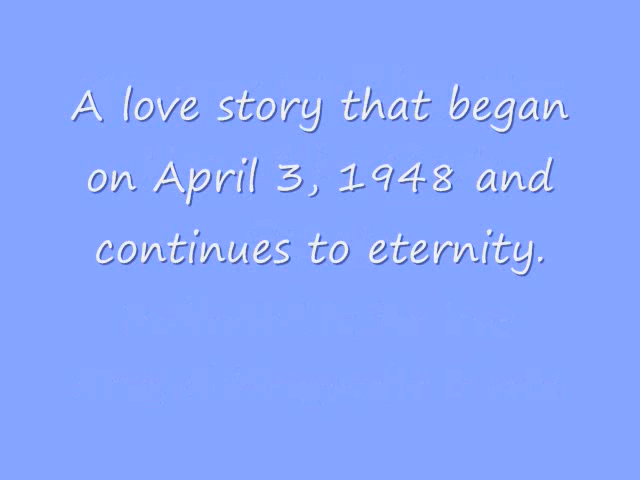 A love story that began
on April 3, 1948 and
continues to eternity.